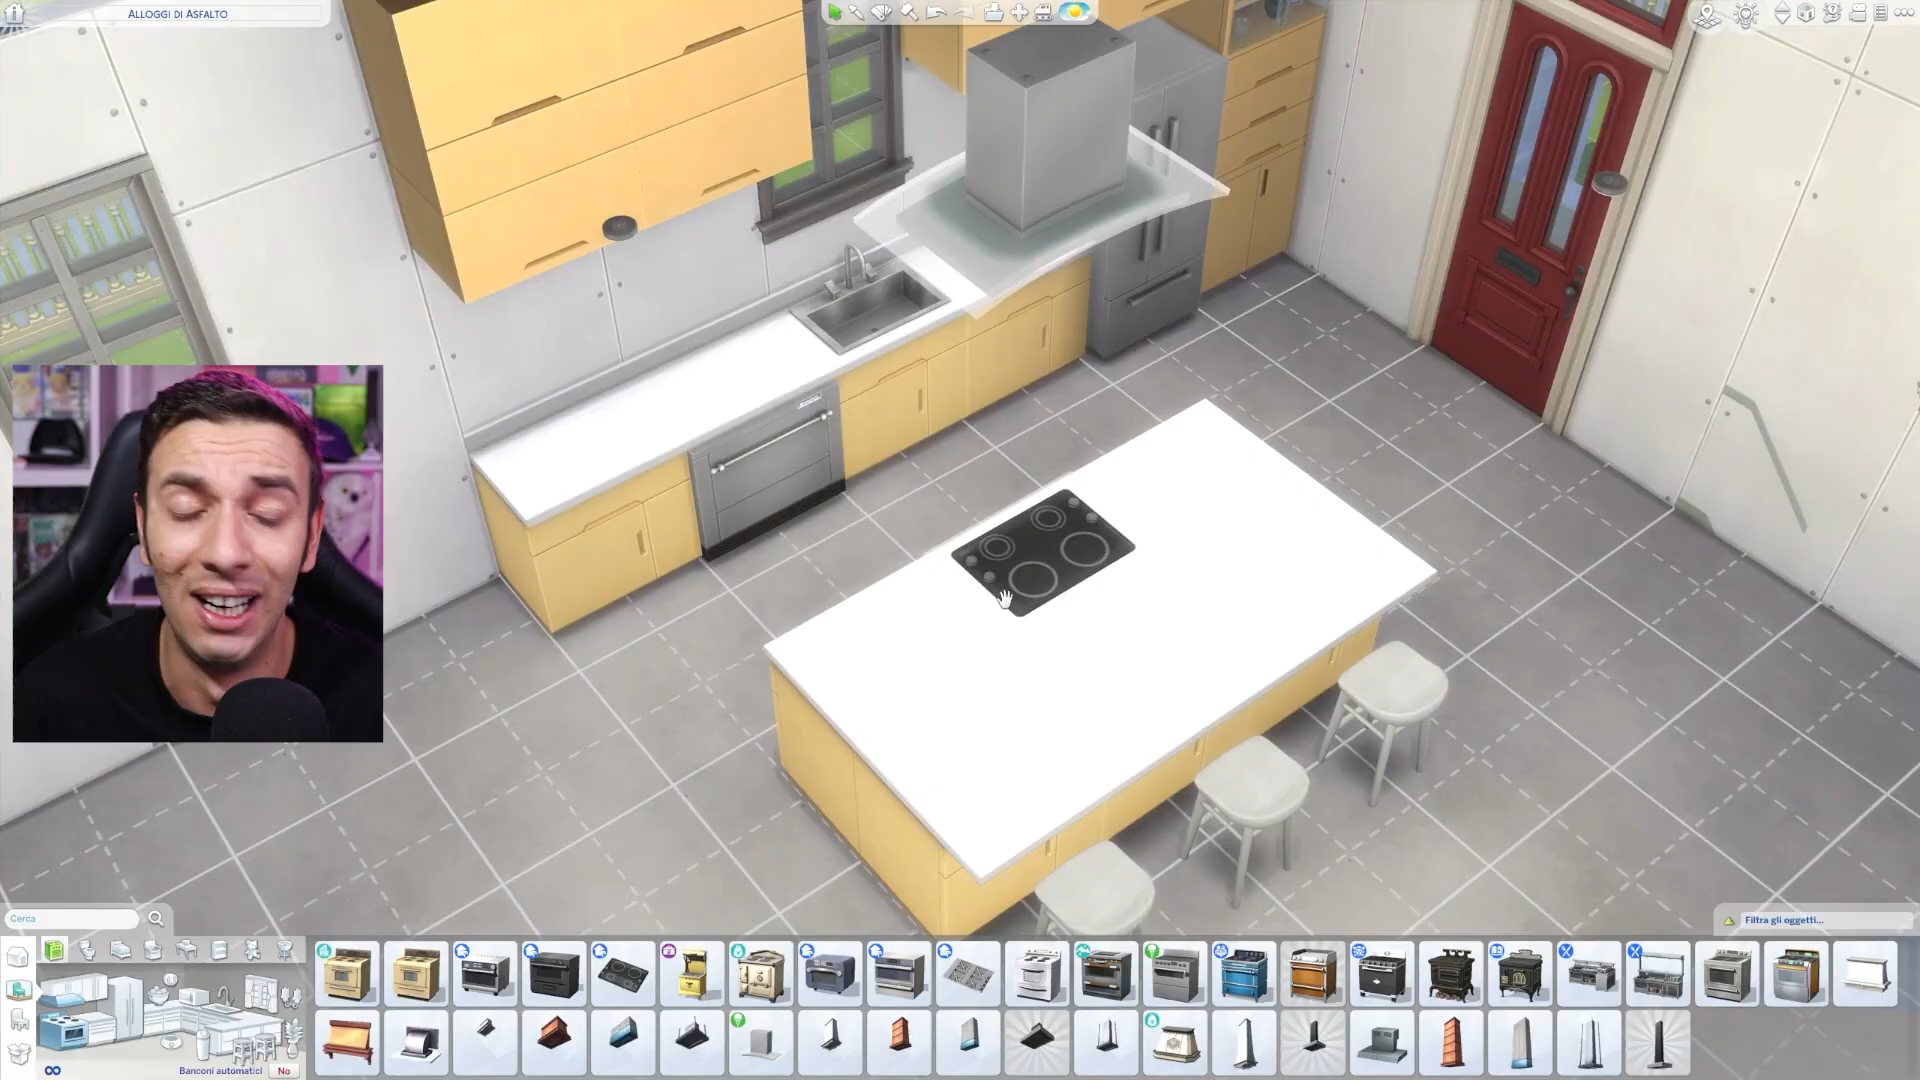 ALLOGGI DI ASFALTO
Cerca
Filtra gli oggetti...
Banconi automatici
No